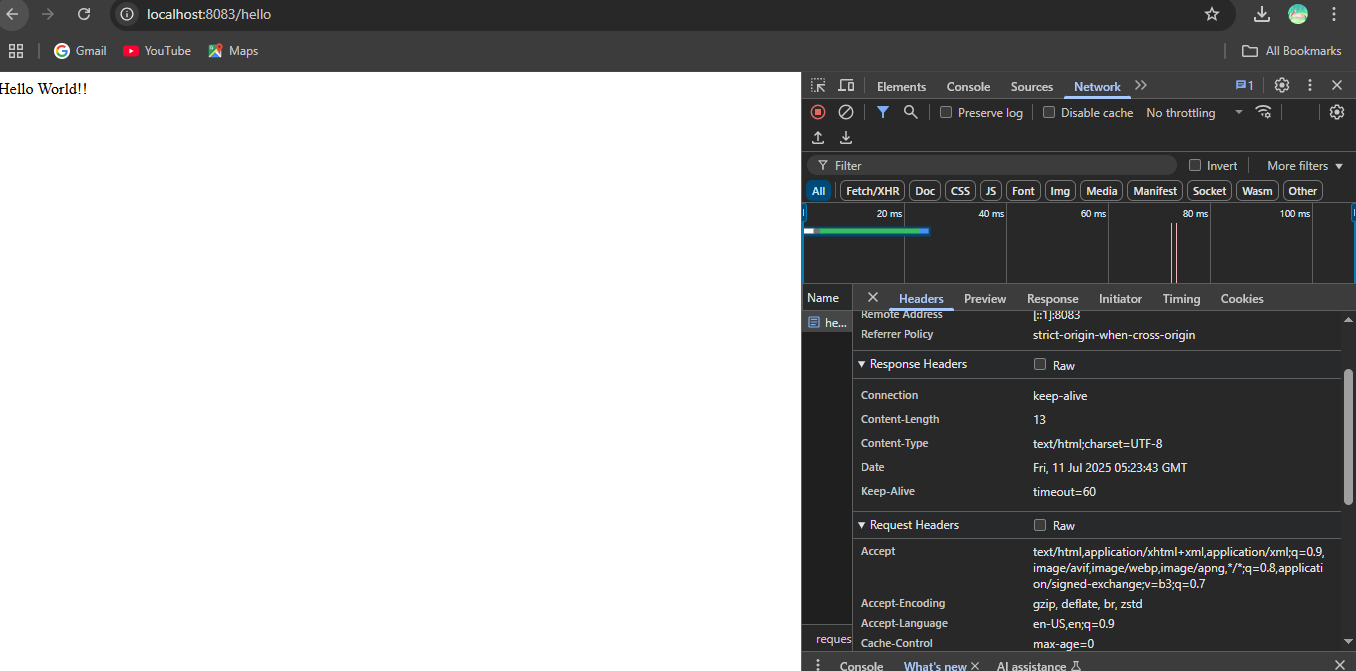 localhost:8083/hello
Gmail YouTube Maps All Bookmarks
Hello World!!
Elements Console Sources Network 1
Preserve log Disable cache No throttling
Filter Invert More filters
All Fetch/XHR Doc CSS JS Font Img Media Manifest Socket Wasm Other
20 ms 40 ms 60 ms 80 ms 100 ms
Name Headers Preview Response Initiator Timing Cookies
he...
Remote Address [::1]:8083
Referrer Policy strict-origin-when-cross-origin
Response Headers Raw
Connection keep-alive
Content-Length 13
Content-Type text/html;charset=UTF-8
Date Fri, 11 Jul 2025 05:23:43 GMT
Keep-Alive timeout=60
Request Headers Raw
Accept text/html,application/xhtml+xml,application/xml;q=0.9,
image/avif,image/webp,image/apng,*/*;q=0.8,applicati
on/signed-exchange;v=b3;q=0.7
Accept-Encoding gzip, deflate, br, zstd
Accept-Language en-US,en;q=0.9
Cache-Control max-age=0
reques
Console What's new AI assistance